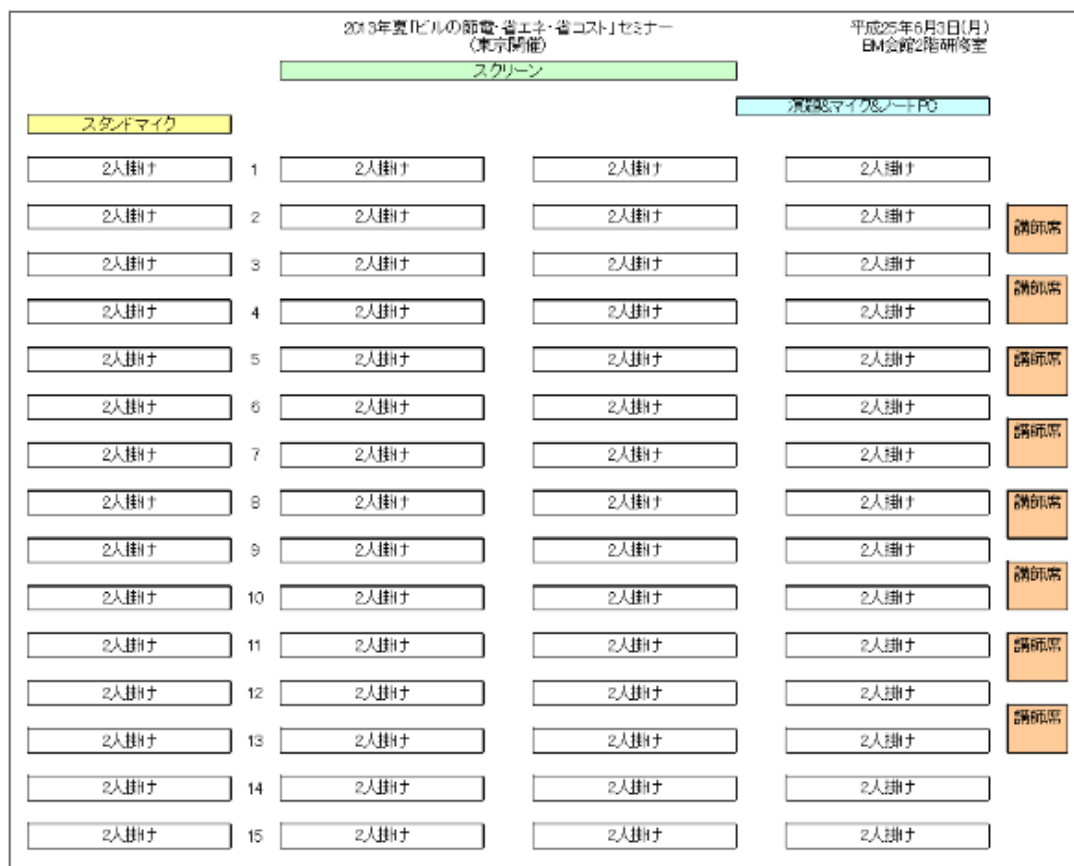 2013年夏「ビルの節電・省エネ・省コスト」セミナー
(東京開催)
平成25年6月3日(月)
BM会館2階研修室
スクリーン
演題&マイク&ノートPC
スタンドマイク
2人掛け 1 2人掛け 2人掛け 2人掛け
2人掛け 2 2人掛け 2人掛け 2人掛け
講師席
2人掛け 3 2人掛け 2人掛け 2人掛け
講師席
2人掛け 4 2人掛け 2人掛け 2人掛け
2人掛け 5 2人掛け 2人掛け 2人掛け 講師席
2人掛け 6 2人掛け 2人掛け 2人掛け
講師席
2人掛け 7 2人掛け 2人掛け 2人掛け
2人掛け 8 2人掛け 2人掛け 2人掛け 講師席
2人掛け 9 2人掛け 2人掛け 2人掛け
講師席
2人掛け 10 2人掛け 2人掛け 2人掛け
2人掛け 11 2人掛け 2人掛け 2人掛け 講師席
2人掛け 12 2人掛け 2人掛け 2人掛け
講師席
2人掛け 13 2人掛け 2人掛け 2人掛け
2人掛け 14 2人掛け 2人掛け 2人掛け
2人掛け 15 2人掛け 2人掛け 2人掛け